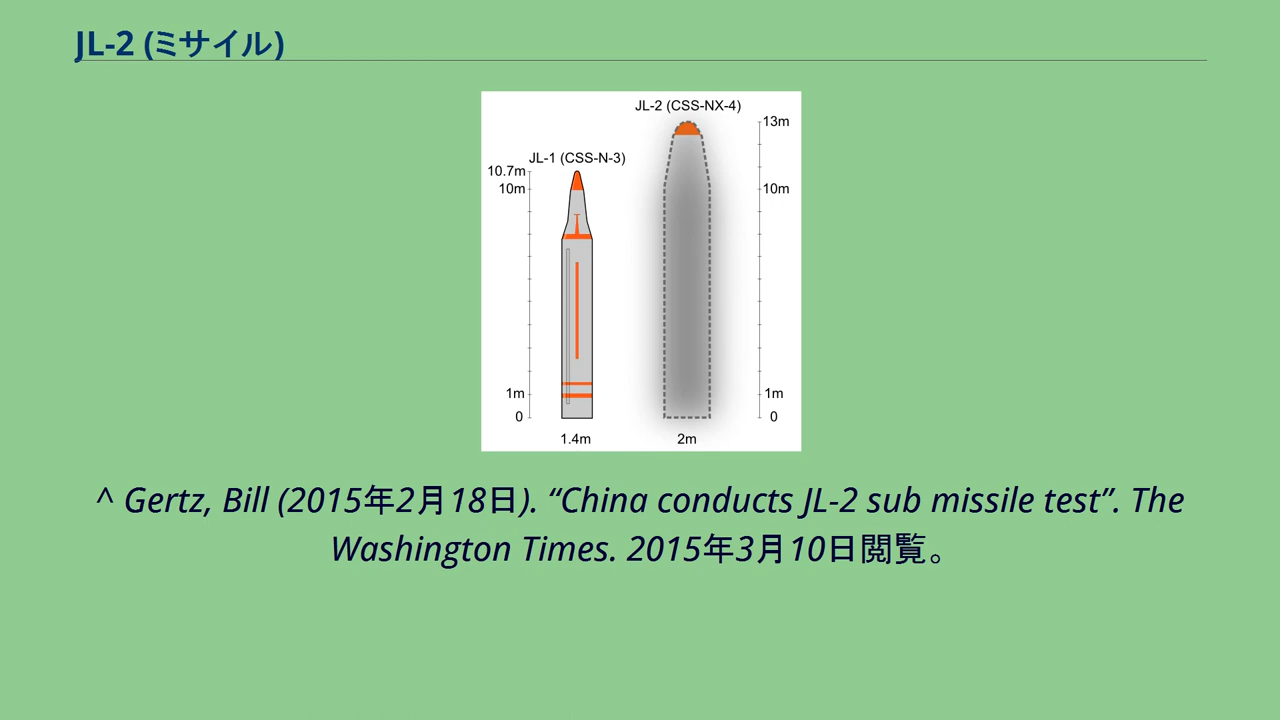 JL-2 (ミサイル)
JL-2 (CSS-NX-4)
13m
JL-1 (CSS-N-3)
10.7m
10m
10m
1m
1m
0
0
1.4m
2m
^ Gertz, Bill (2015年2月18日). “China conducts JL-2 sub missile test”. The
Washington Times. 2015年3月10日閲覧。